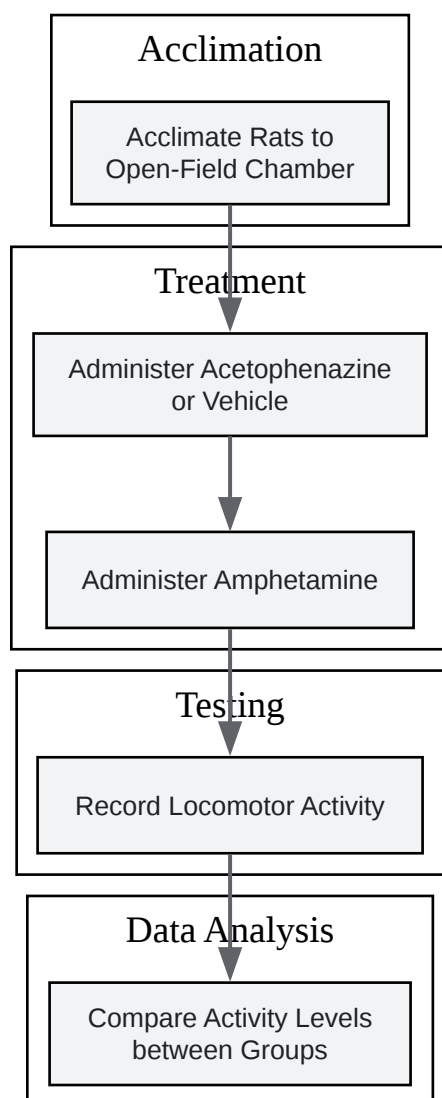 Acclimation
Acclimate Rats to
Open-Field Chamber
Treatment
Administer Acetophenazine
or Vehicle
Administer Amphetamine
Testing
Record Locomotor Activity
Data Analysis
Compare Activity Levels
between Groups